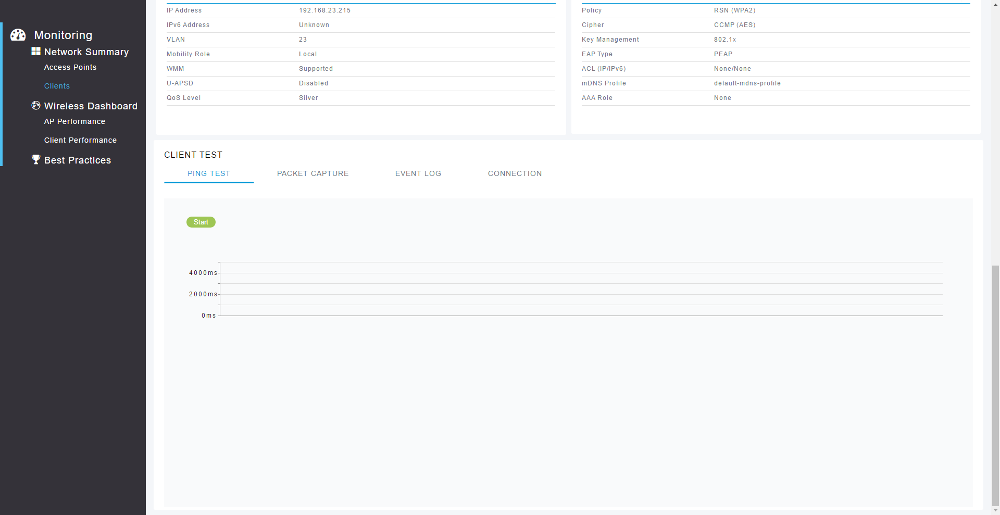 Monitoring
Network Summary
Access Points
Clients
Wireless Dashboard
AP Performance
Client Performance
Best Practices
IP Address 192.168.23.215
IPv6 Address Unknown
VLAN 23
Mobility Role Local
WMM Supported
U-APSD Disabled
QoS Level Silver
Policy RSN (WPA2)
Cipher CCMP (AES)
Key Management 802.1x
EAP Type PEAP
ACL (IP/IPv6) None/None
mDNS Profile default-mdns-profile
AAA Role None
CLIENT TEST
PING TEST PACKET CAPTURE EVENT LOG CONNECTION
Start
4000ms
2000ms
0ms